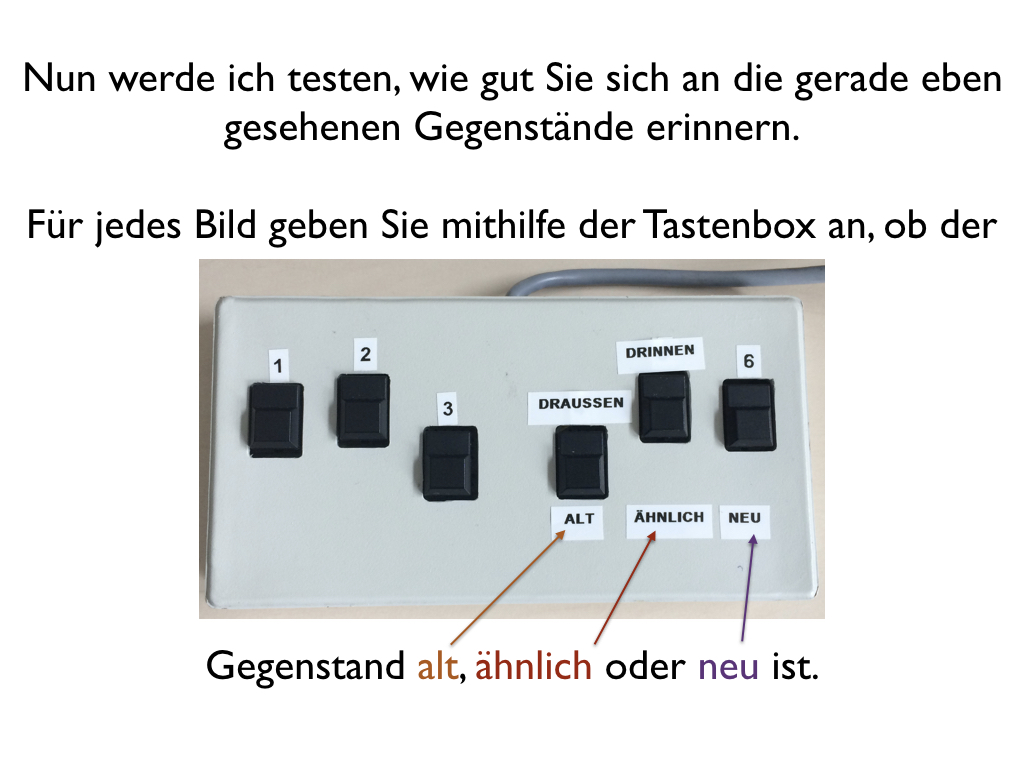 Nun werde ich testen, wie gut Sie sich an die gerade eben
gesehenen Gegenstände erinnern.
Für jedes Bild geben Sie mithilfe der Tastenbox an, ob der
1
2
3
DRAUSSEN
DRINNEN
6
ALT
ÄHNLICH
NEU
Gegenstand alt, ähnlich oder neu ist.